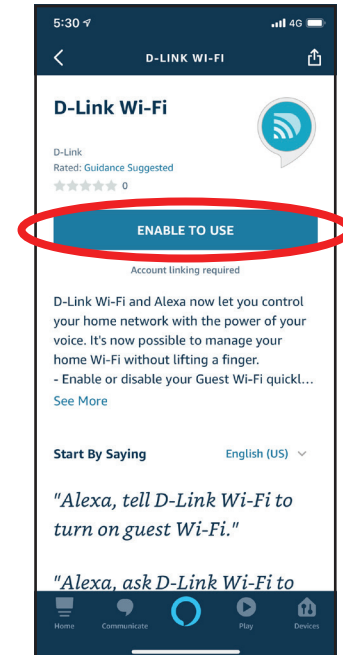 5:30
4G
D-LINK WI-FI
D-Link Wi-Fi
D-Link
Rated: Guidance Suggested
0
ENABLE TO USE
Account linking required
D-Link Wi-Fi and Alexa now let you control
your home network with the power of your
voice. It's now possible to manage your
home Wi-Fi without lifting a finger.
- Enable or disable your Guest Wi-Fi quickl...
See More
Start By Saying English (US)
"Alexa, tell D-Link Wi-Fi to
turn on guest Wi-Fi."
"Alexa, ask D-Link Wi-Fi to
Home Communicate Play Devices